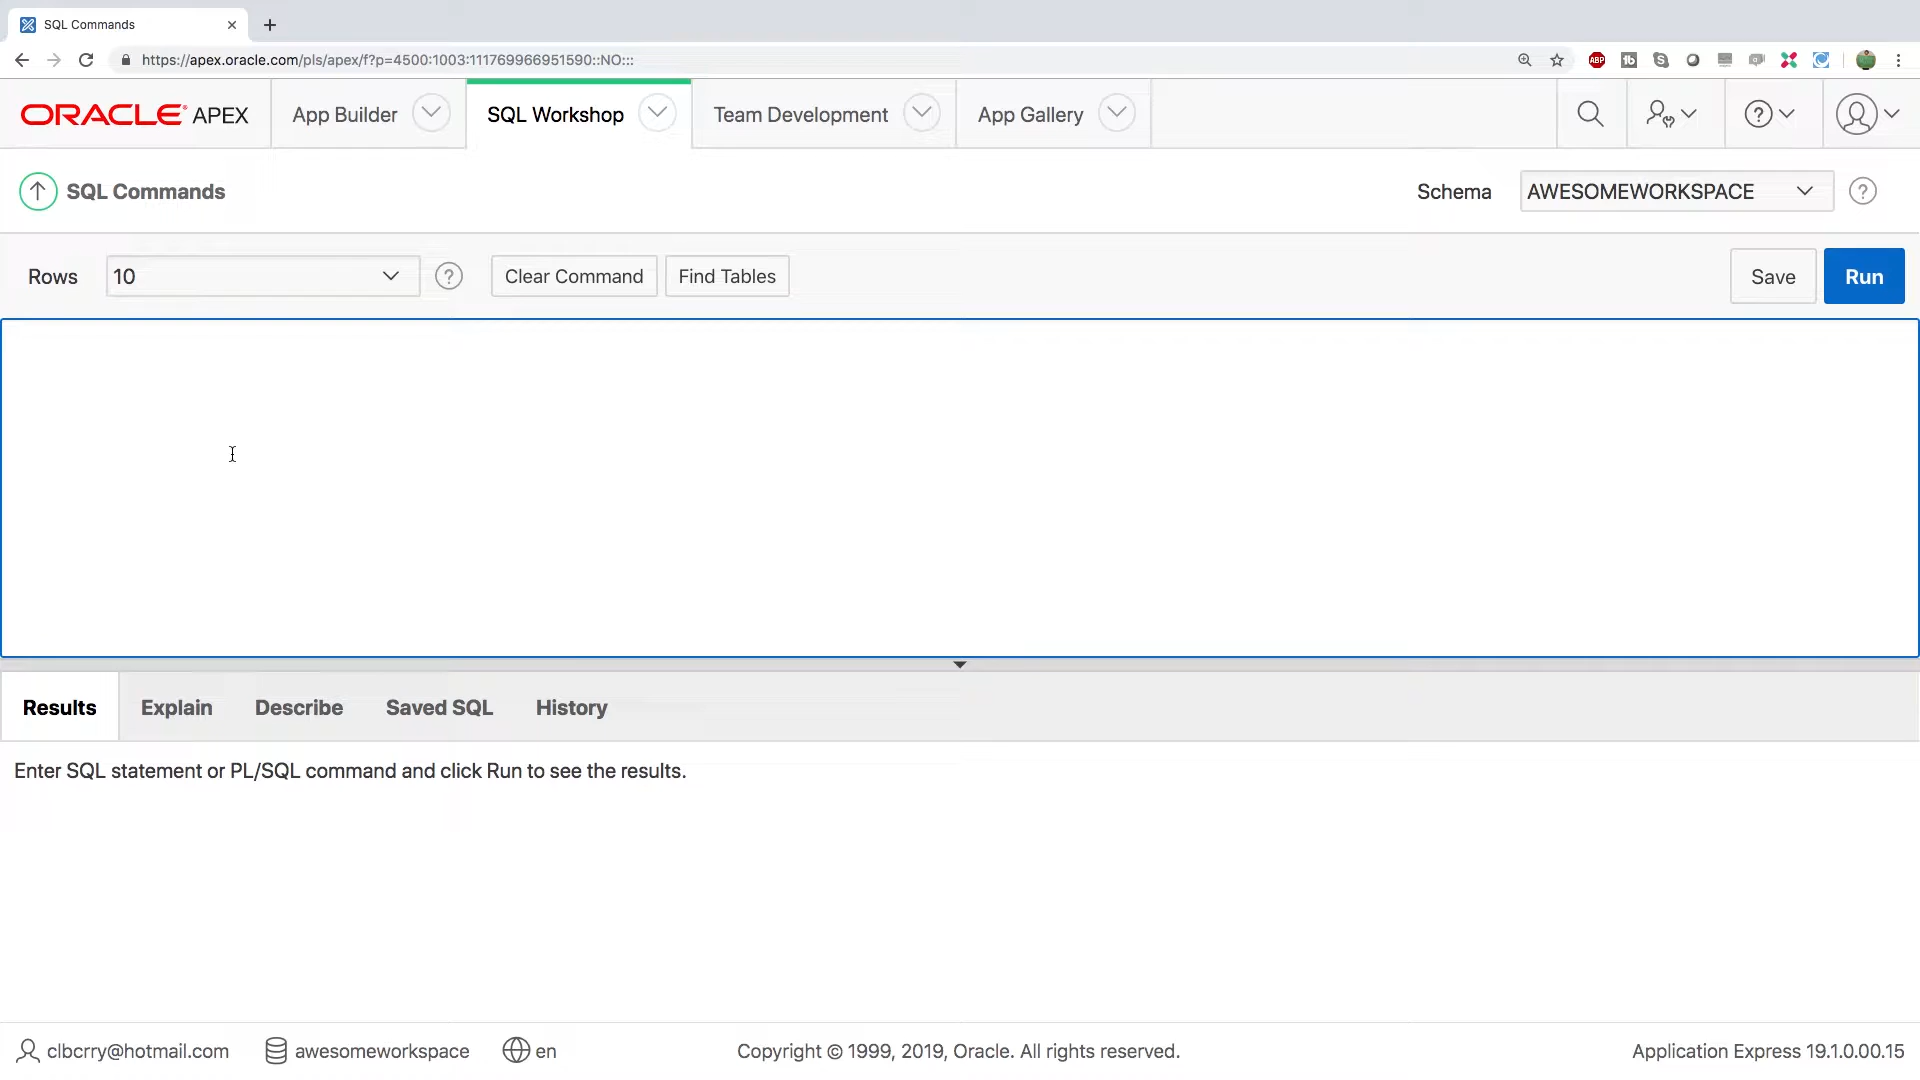 SQL Commands
https://apex.oracle.com/pls/apex/f?p=4500:1003:111769966951590::NO:::
ABP
ORACLE APEX
App Builder
SQL Workshop
Team Development
App Gallery
SQL Commands
Schema
AWESOMEWORKSPACE
Rows
10
Clear Command
Find Tables
Save
Run
Results
Explain
Describe
Saved SQL
History
Enter SQL statement or PL/SQL command and click Run to see the results.
clbcrry@hotmail.com
awesomeworkspace
en
Copyright © 1999, 2019, Oracle. All rights reserved.
Application Express 19.1.0.00.15